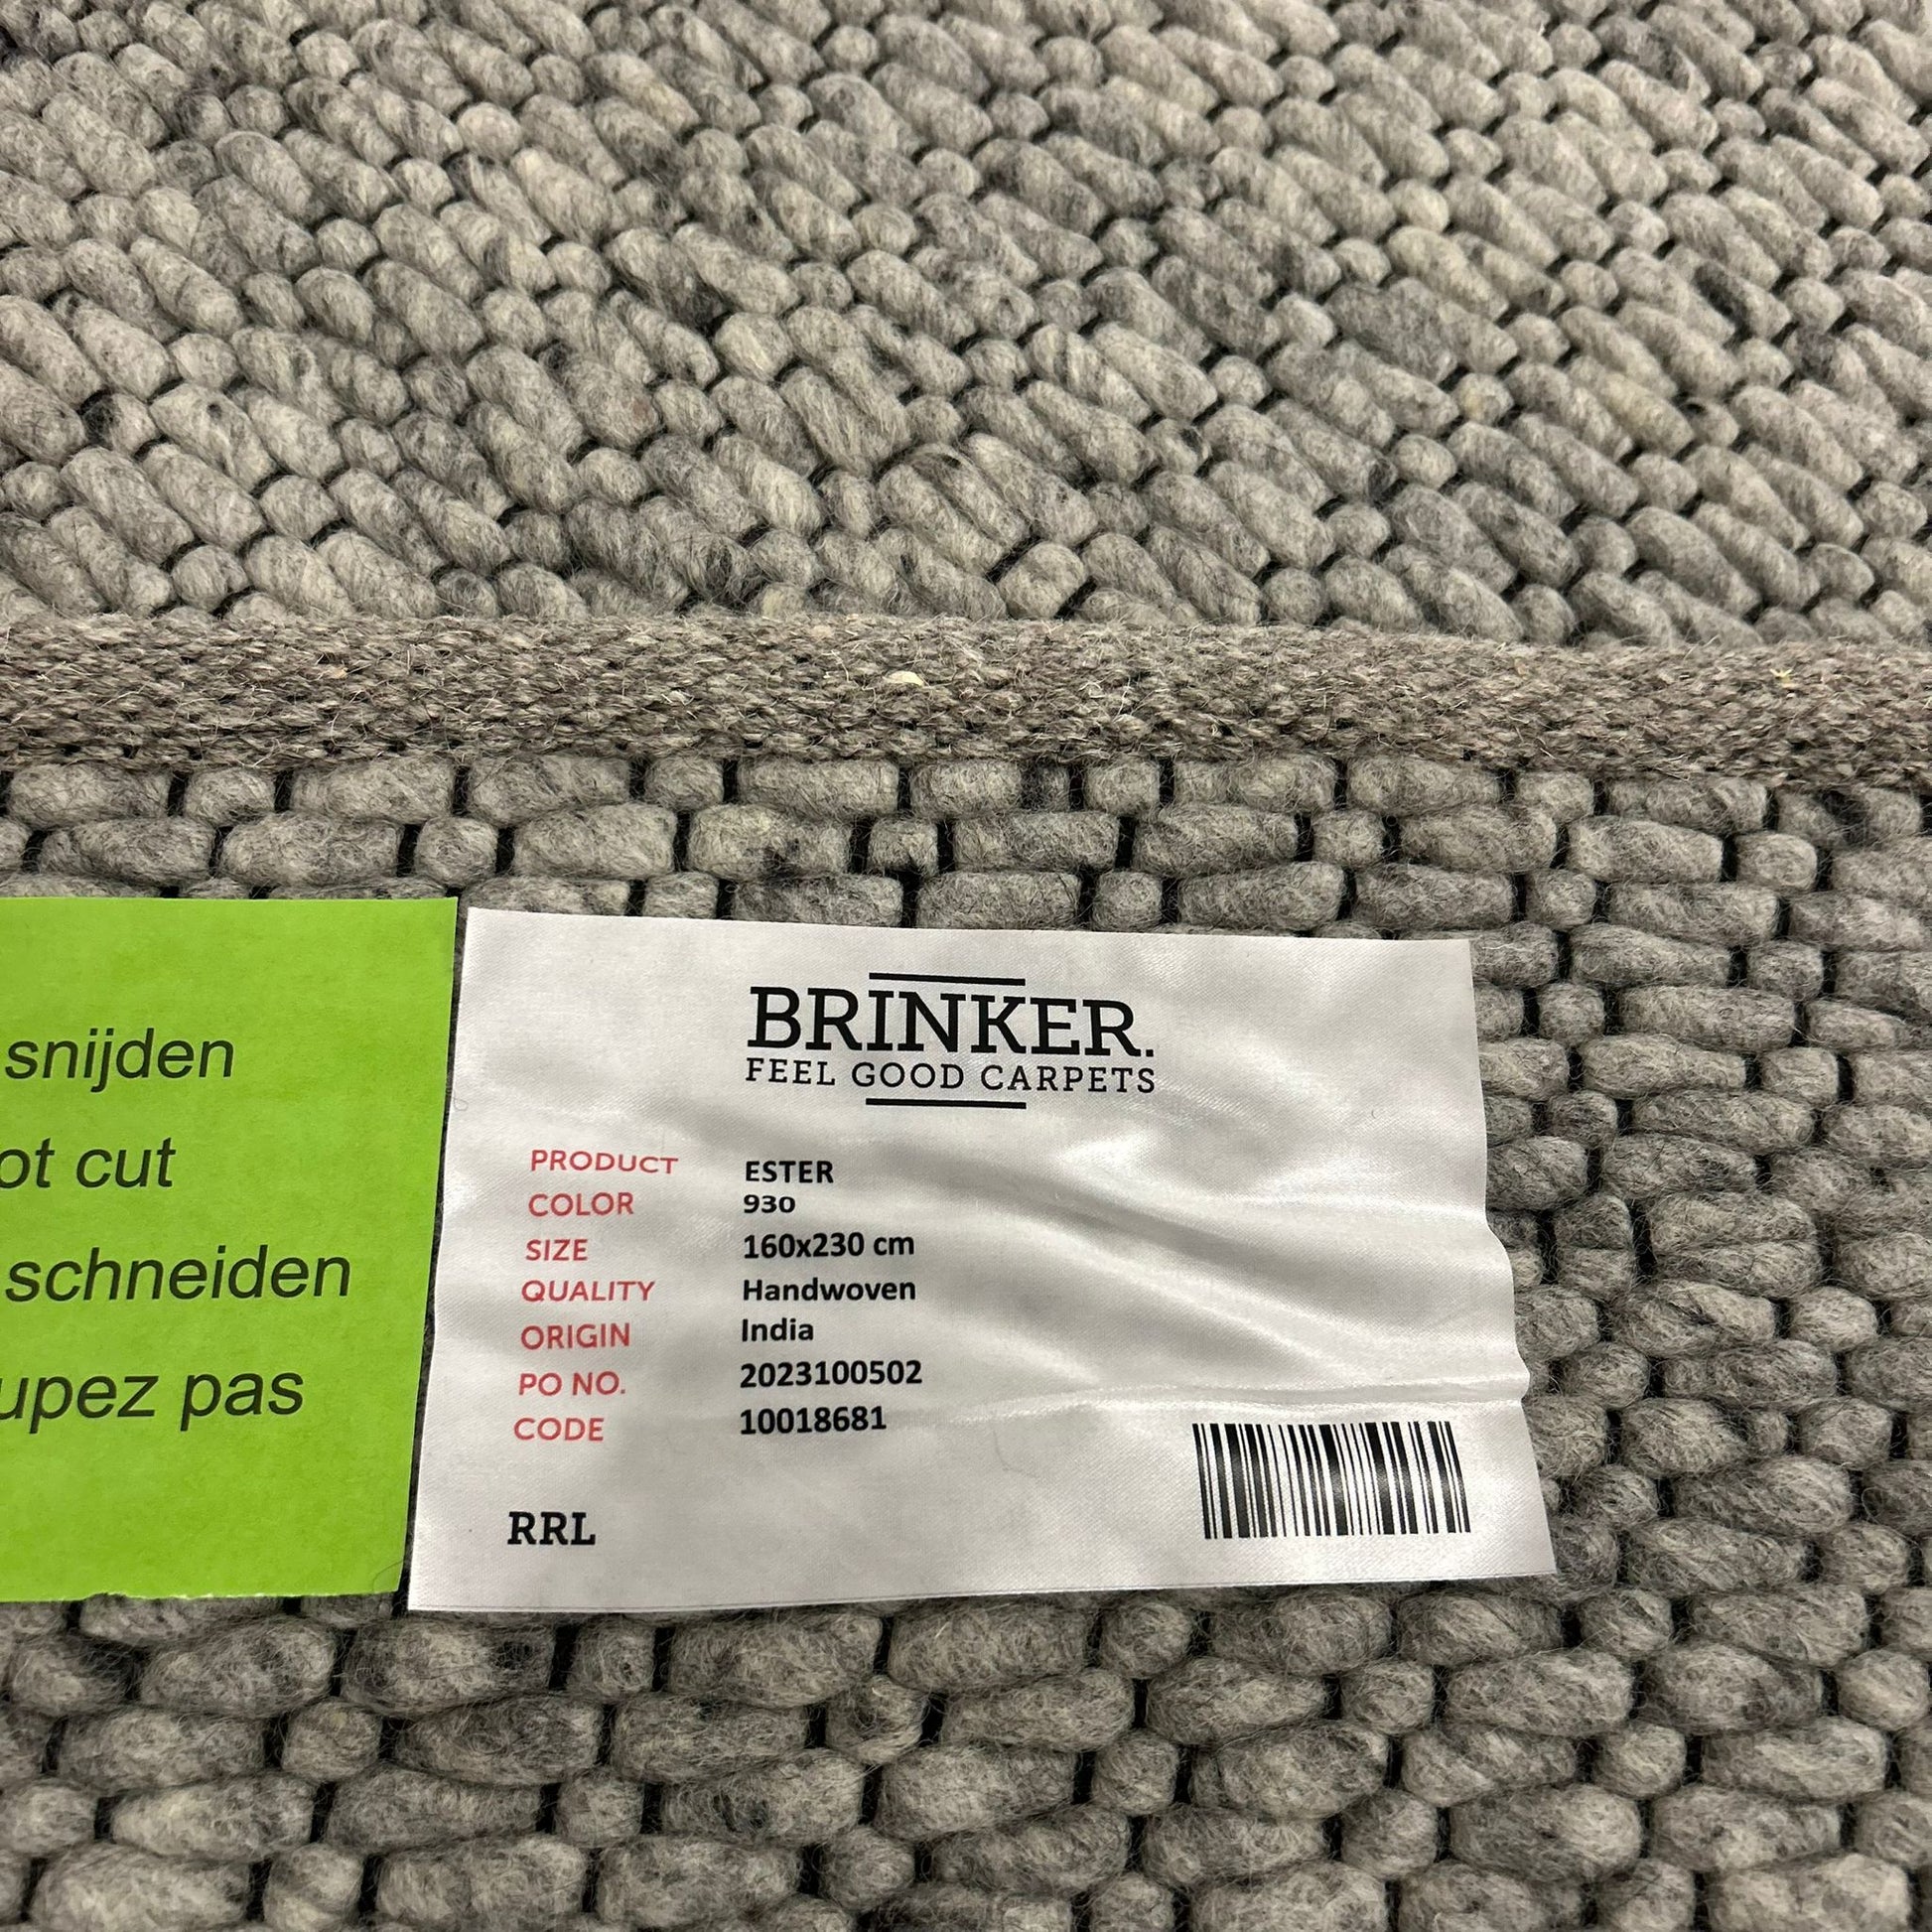 snijden
ot cut
schneiden
upez pas
BRINKER.
FEEL GOOD CARPETS
PRODUCT ESTER
COLOR 930
SIZE 160x230 cm
QUALITY Handwoven
ORIGIN India
PO NO. 2023100502
CODE 10018681
RRL